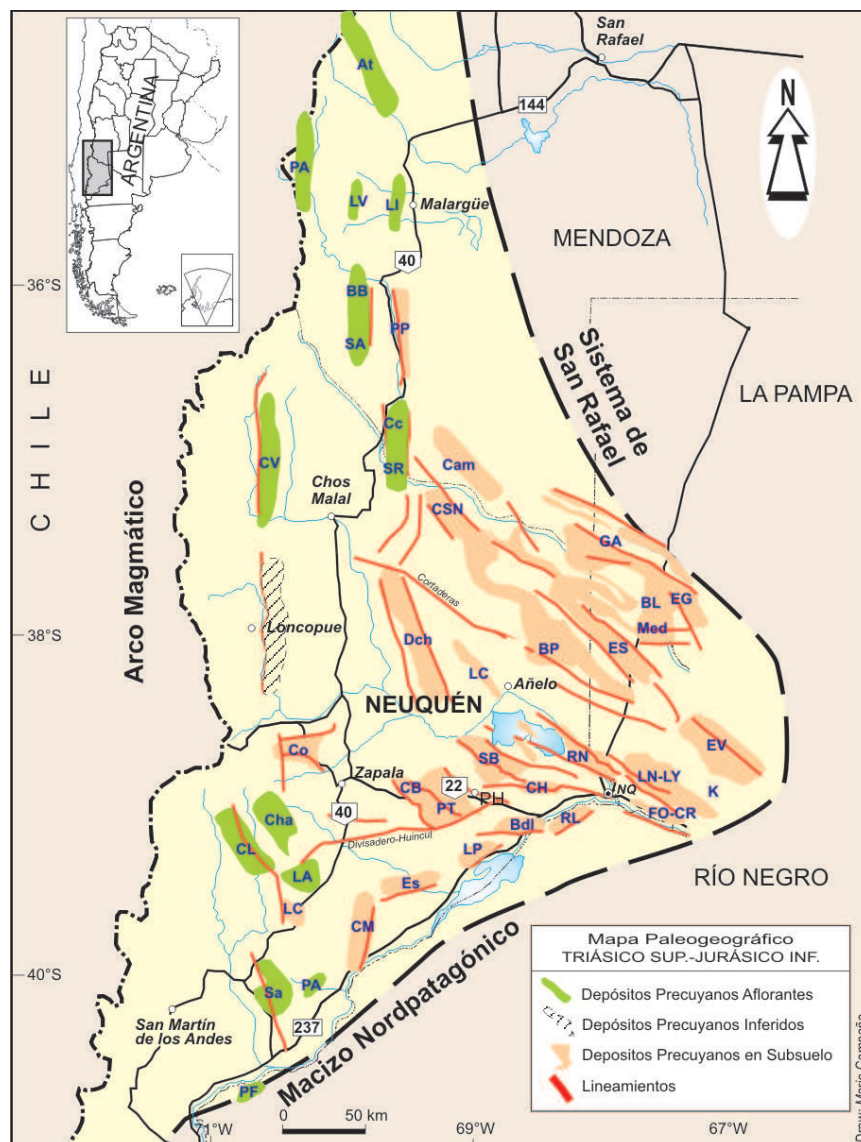 San
Rafael
At
N
ARGENTINA
144
PA
LV
LI
Malargüe
MENDOZA
40
36°S
BB
SA
PP
Sistema de
San Rafael
LA PAMPA
CHILE
Cc
SR
Cam
CV
Chos
Malal
CSN
GA
Arco Magmático
Cortaderas
BL
EG
Med
Loncopue
38°S
Dch
BP
ES
LC
Añelo
NEUQUÉN
EV
Co
SB
RN
Zapala
22
LN-LY
CB
PH
CH
NQ
K
PT
FO-CR
40
Cha
Bdl
RL
CL
Divisadero-Huincul
LP
LA
Es
RÍO NEGRO
LC
CM
40°S
Sa
PA
San Martín
de los Andes
237
Macizo Nordpatagónico
PF
Mapa Paleogeográfico
TRIÁSICO SUP.-JURÁSICO INF.
Depósitos Precuyanos Aflorantes
Depósitos Precuyanos Inferidos
Depositos Precuyanos en Subsuelo
Lineamientos
0
50 km
71°W
69°W
67°W